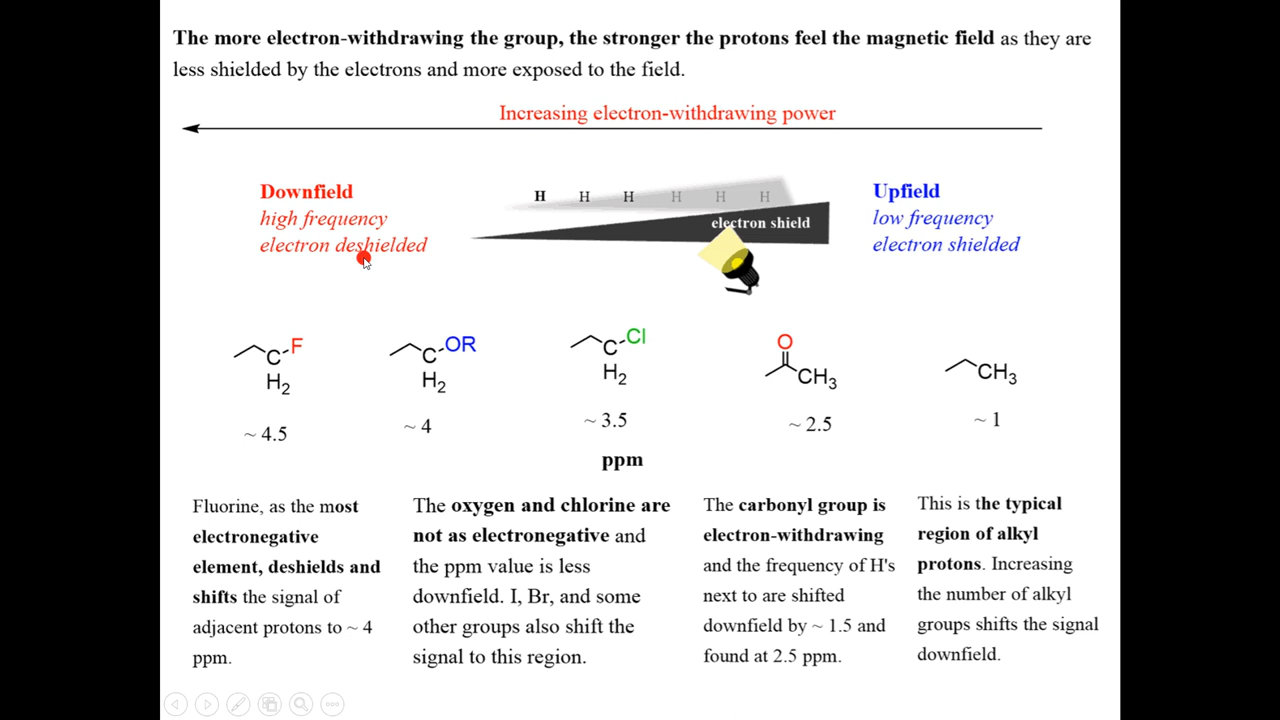 The more electron-withdrawing the group, the stronger the protons feel the magnetic field as they are
less shielded by the electrons and more exposed to the field.
Increasing electron-withdrawing power
Downfield
high frequency
electron deshielded
H H H H H H
electron shield
Upfield
low frequency
electron shielded
C F
H2
C OR
H2
C Cl
H2
O
CH3
CH3
~ 4.5
~ 4
~ 3.5
~ 2.5
~ 1
ppm
Fluorine, as the most
electronegative
element, deshields and
shifts the signal of
adjacent protons to ~ 4
ppm.
The oxygen and chlorine are
not as electronegative and
the ppm value is less
downfield. I, Br, and some
other groups also shift the
signal to this region.
The carbonyl group is
electron-withdrawing
and the frequency of H's
next to are shifted
downfield by ~ 1.5 and
found at 2.5 ppm.
This is the typical
region of alkyl
protons. Increasing
the number of alkyl
groups shifts the signal
downfield.